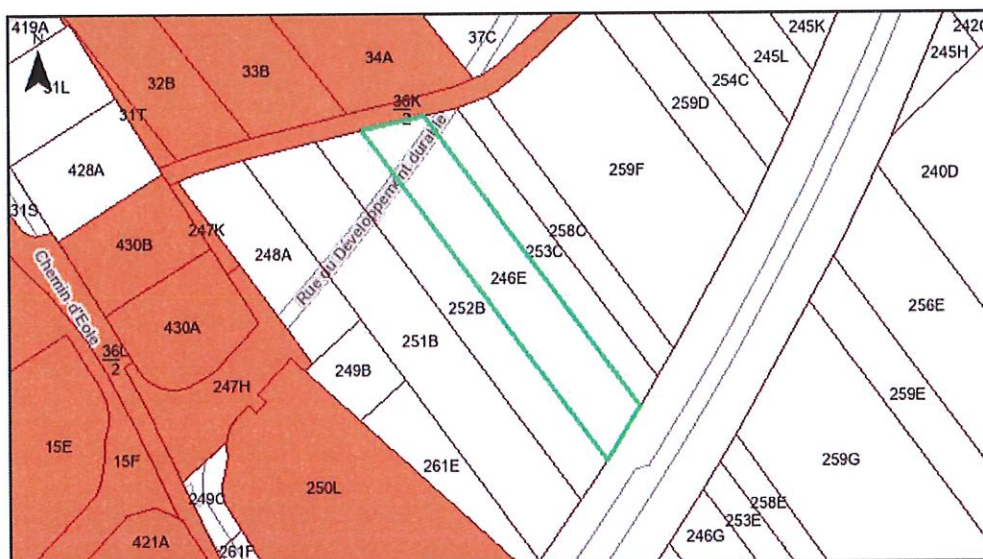 419A
N
31L
31T
32B
33B
34A
37C
36K
2
245K
245L
254C
259D
242C
245H
428A
31S
259F
240D
430B
247K
248A
Rue du Développement durable
258C
253C
246E
252B
251B
256E
Chemin d'Eole
430A
36L
2
247H
249B
259E
15E
15F
261E
259G
249C
250L
258E
253E
246G
421A
261F